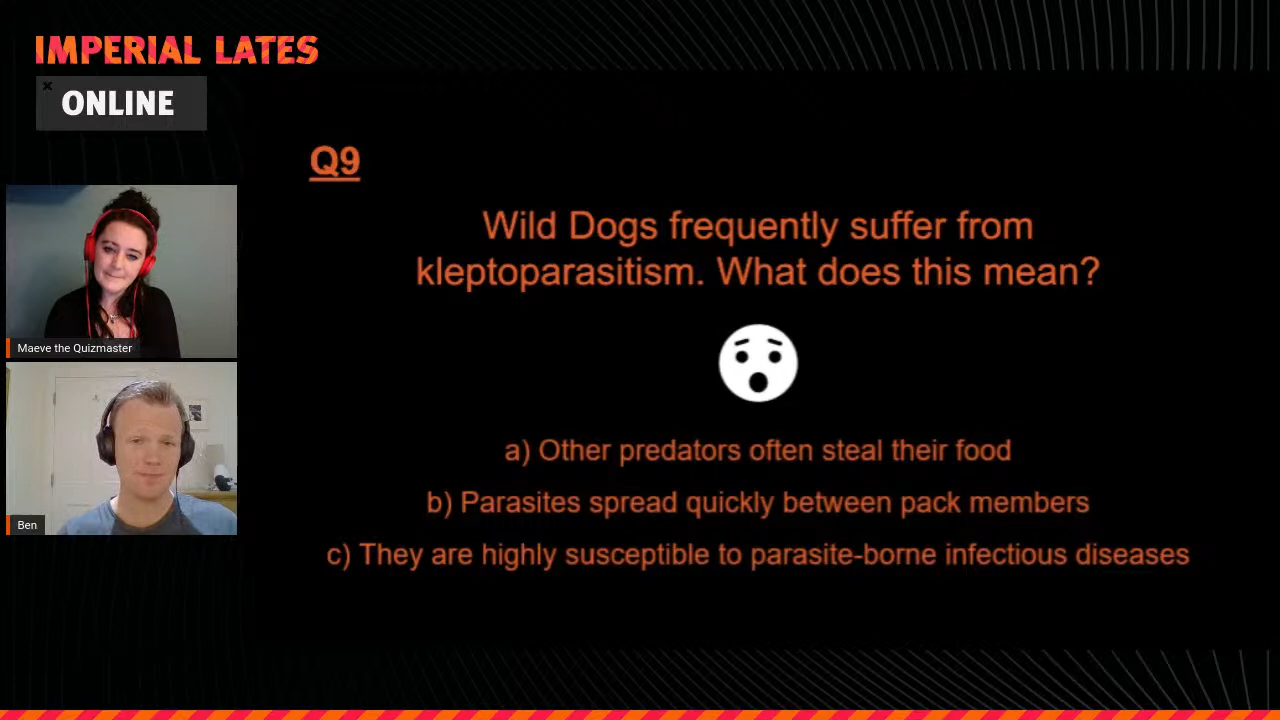 IMPERIAL LATES
ONLINE
Q9
Wild Dogs frequently suffer from
kleptoparasitism. What does this mean?
a) Other predators often steal their food
b) Parasites spread quickly between pack members
c) They are highly susceptible to parasite-borne infectious diseases
Maeve the Quizmaster
Ben